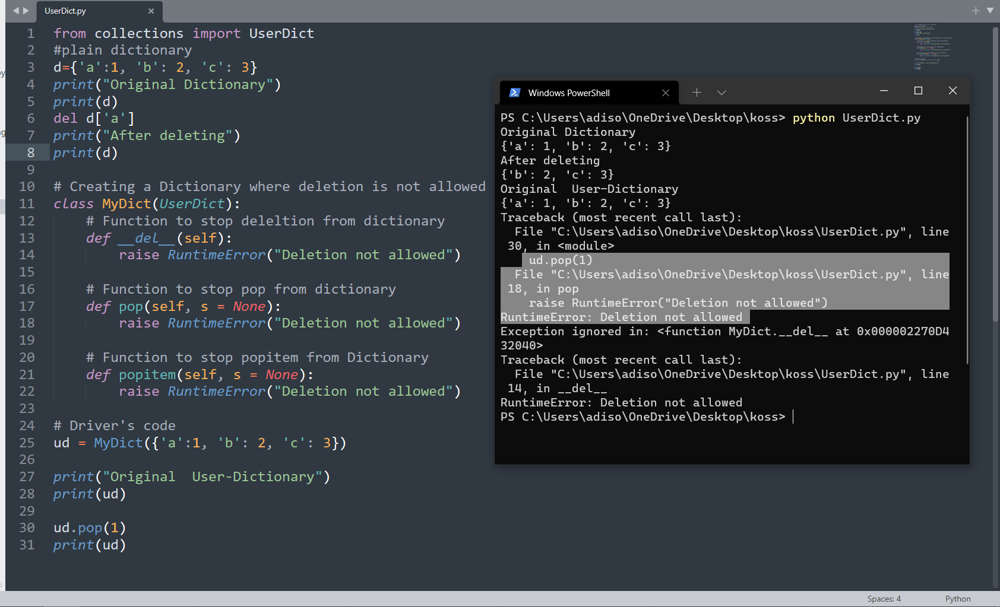 UserDict.py
1 from collections import UserDict
2 #plain dictionary
3 d={'a':1, 'b': 2, 'c': 3}
4 print("Original Dictionary")
5 print(d)
6 del d['a']
7 print("After deleting")
8 print(d)
9
10 # Creating a Dictionary where deletion is not allowed
11 class MyDict(UserDict):
12     # Function to stop deleltion from dictionary
13     def __del__(self):
14         raise RuntimeError("Deletion not allowed")
15
16     # Function to stop pop from dictionary
17     def pop(self, s = None):
18         raise RuntimeError("Deletion not allowed")
19
20     # Function to stop popitem from Dictionary
21     def popitem(self, s = None):
22         raise RuntimeError("Deletion not allowed")
23
24 # Driver's code
25 ud = MyDict({'a':1, 'b': 2, 'c': 3})
26
27 print("Original  User-Dictionary")
28 print(ud)
29
30 ud.pop(1)
31 print(ud)
Windows PowerShell
PS C:\Users\adiso\OneDrive\Desktop\koss> python UserDict.py
Original Dictionary
{'a': 1, 'b': 2, 'c': 3}
After deleting
{'b': 2, 'c': 3}
Original  User-Dictionary
{'a': 1, 'b': 2, 'c': 3}
Traceback (most recent call last):
  File "C:\Users\adiso\OneDrive\Desktop\koss\UserDict.py", line
 30, in <module>
    ud.pop(1)
  File "C:\Users\adiso\OneDrive\Desktop\koss\UserDict.py", line
 18, in pop
    raise RuntimeError("Deletion not allowed")
RuntimeError: Deletion not allowed
Exception ignored in: <function MyDict.__del__ at 0x000002270D4
32040>
Traceback (most recent call last):
  File "C:\Users\adiso\OneDrive\Desktop\koss\UserDict.py", line
 14, in __del__
RuntimeError: Deletion not allowed
PS C:\Users\adiso\OneDrive\Desktop\koss>
Spaces: 4
Python